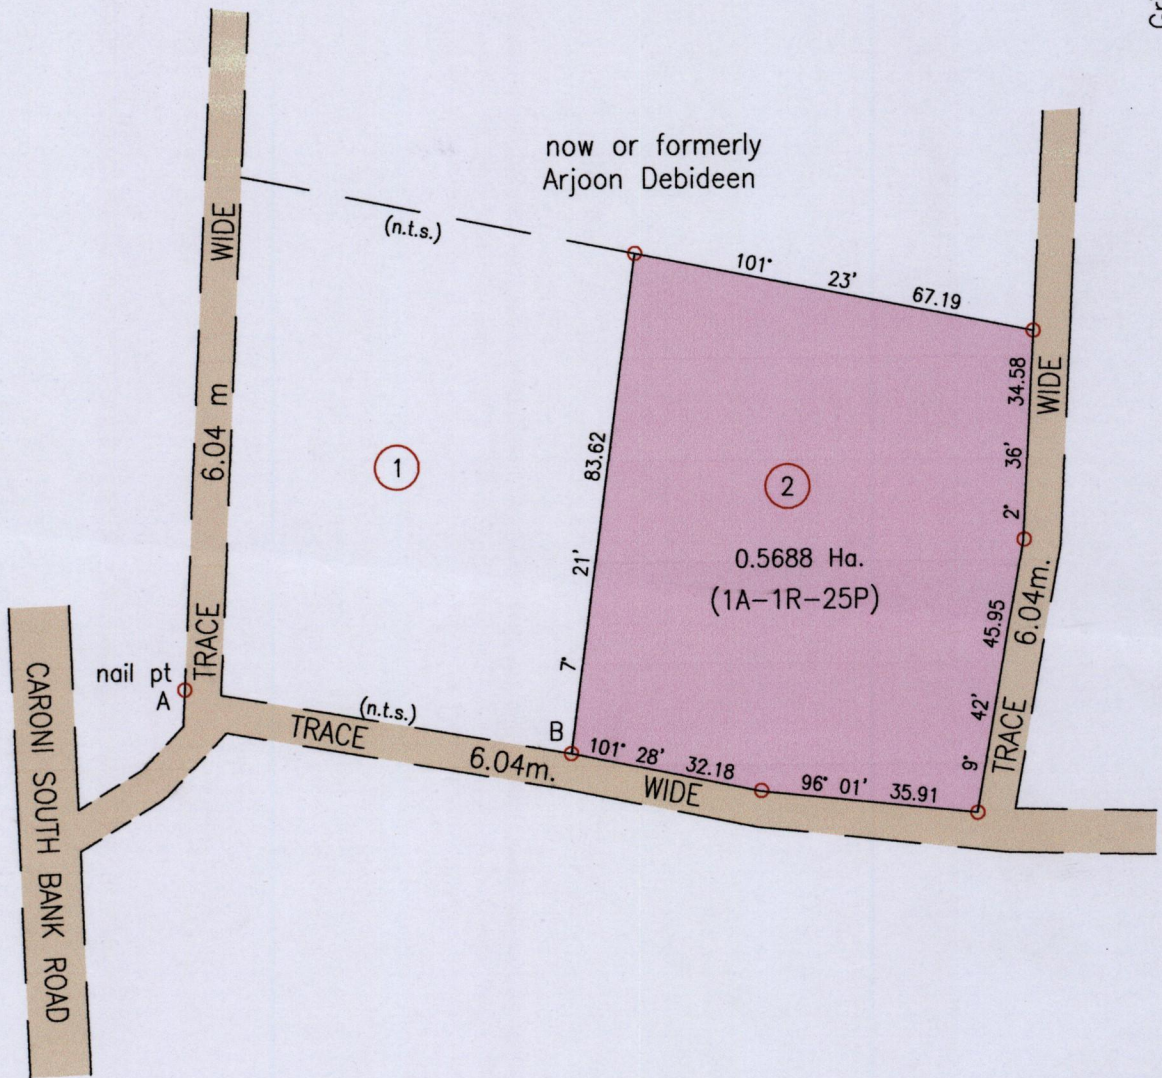 Gr
now or formerly
Arjoon Debideen
(n.t.s.)
101° 23' 67.19
TRACE 6.04 m WIDE
1
7° 21' 83.62
2
0.5688 Ha.
(1A-1R-25P)
2° 36' 34.58
9° 42' 45.95
TRACE 6.04m. WIDE
nail pt
A
(n.t.s.)
B
TRACE 6.04m. WIDE
101° 28' 32.18
96° 01' 35.91
CARONI SOUTH BANK ROAD